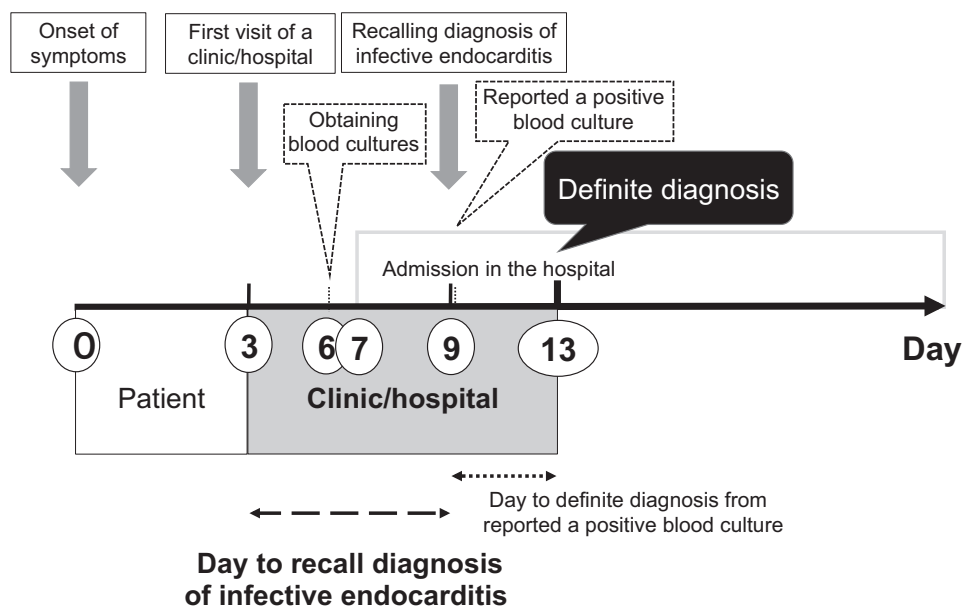 Onset of
symptoms
First visit of a
clinic/hospital
Recalling diagnosis of
infective endocarditis
Obtaining
blood cultures
Reported a positive
blood culture
Definite diagnosis
Admission in the hospital
0
3
6
7
9
13
Day
Patient
Clinic/hospital
Day to definite diagnosis from
reported a positive blood culture
Day to recall diagnosis
of infective endocarditis